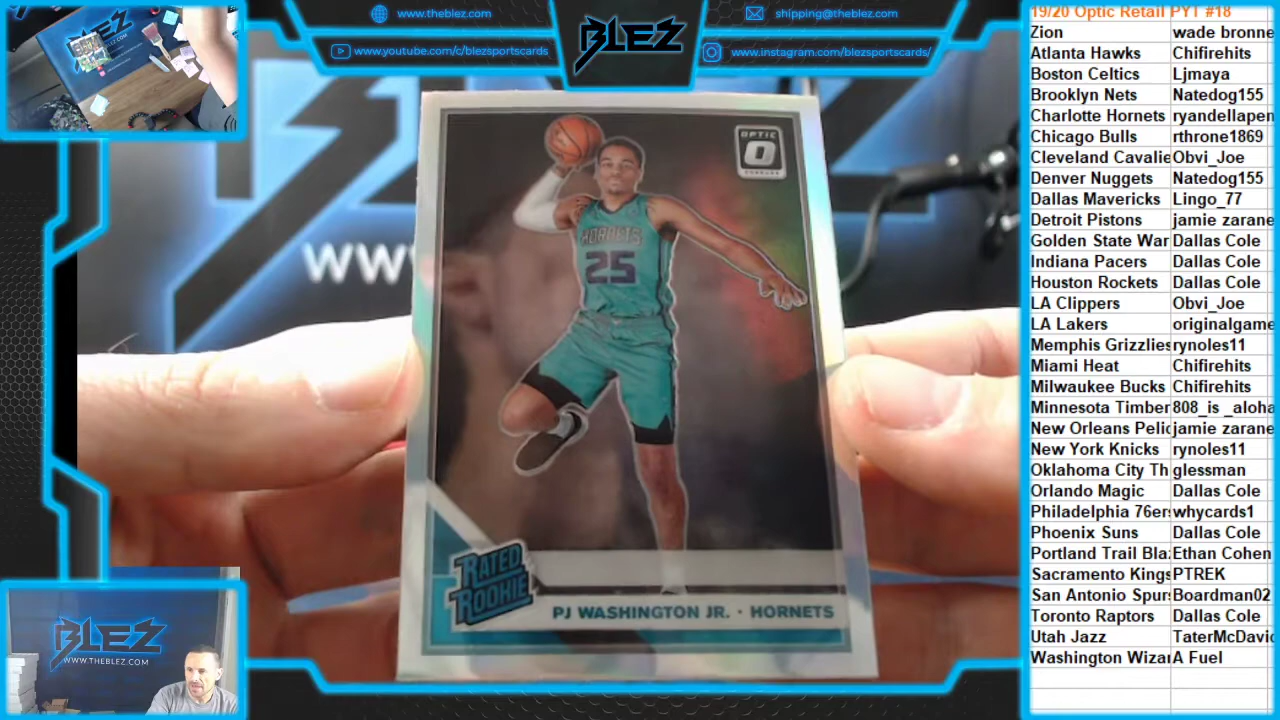 www.theblez.com
shipping@theblez.com
www.youtube.com/c/blezsportscards
BLEZ
www.instagram.com/blezsportscards/
OPTIC
HORNETS
25
RATED
ROOKIE
PJ WASHINGTON JR. · HORNETS
BLEZ
WWW.THEBLEZ.COM
19/20 Optic Retail PYT #18
Zion wade bronne
Atlanta Hawks Chifirehits
Boston Celtics Ljmaya
Brooklyn Nets Natedog155
Charlotte Hornets ryandellapen
Chicago Bulls rthrone1869
Cleveland Cavalie Obvi_Joe
Denver Nuggets Natedog155
Dallas Mavericks Lingo_77
Detroit Pistons jamie zarane
Golden State War Dallas Cole
Indiana Pacers Dallas Cole
Houston Rockets Dallas Cole
LA Clippers Obvi_Joe
LA Lakers originalgame
Memphis Grizzlies rynoles11
Miami Heat Chifirehits
Milwaukee Bucks Chifirehits
Minnesota Timber 808_is _aloha
New Orleans Pelic jamie zarane
New York Knicks rynoles11
Oklahoma City Th glessman
Orlando Magic Dallas Cole
Philadelphia 76ers whycards1
Phoenix Suns Dallas Cole
Portland Trail Bla Ethan Cohen
Sacramento Kings PTREK
San Antonio Spur Boardman02
Toronto Raptors Dallas Cole
Utah Jazz TaterMcDavi
Washington Wizar A Fuel